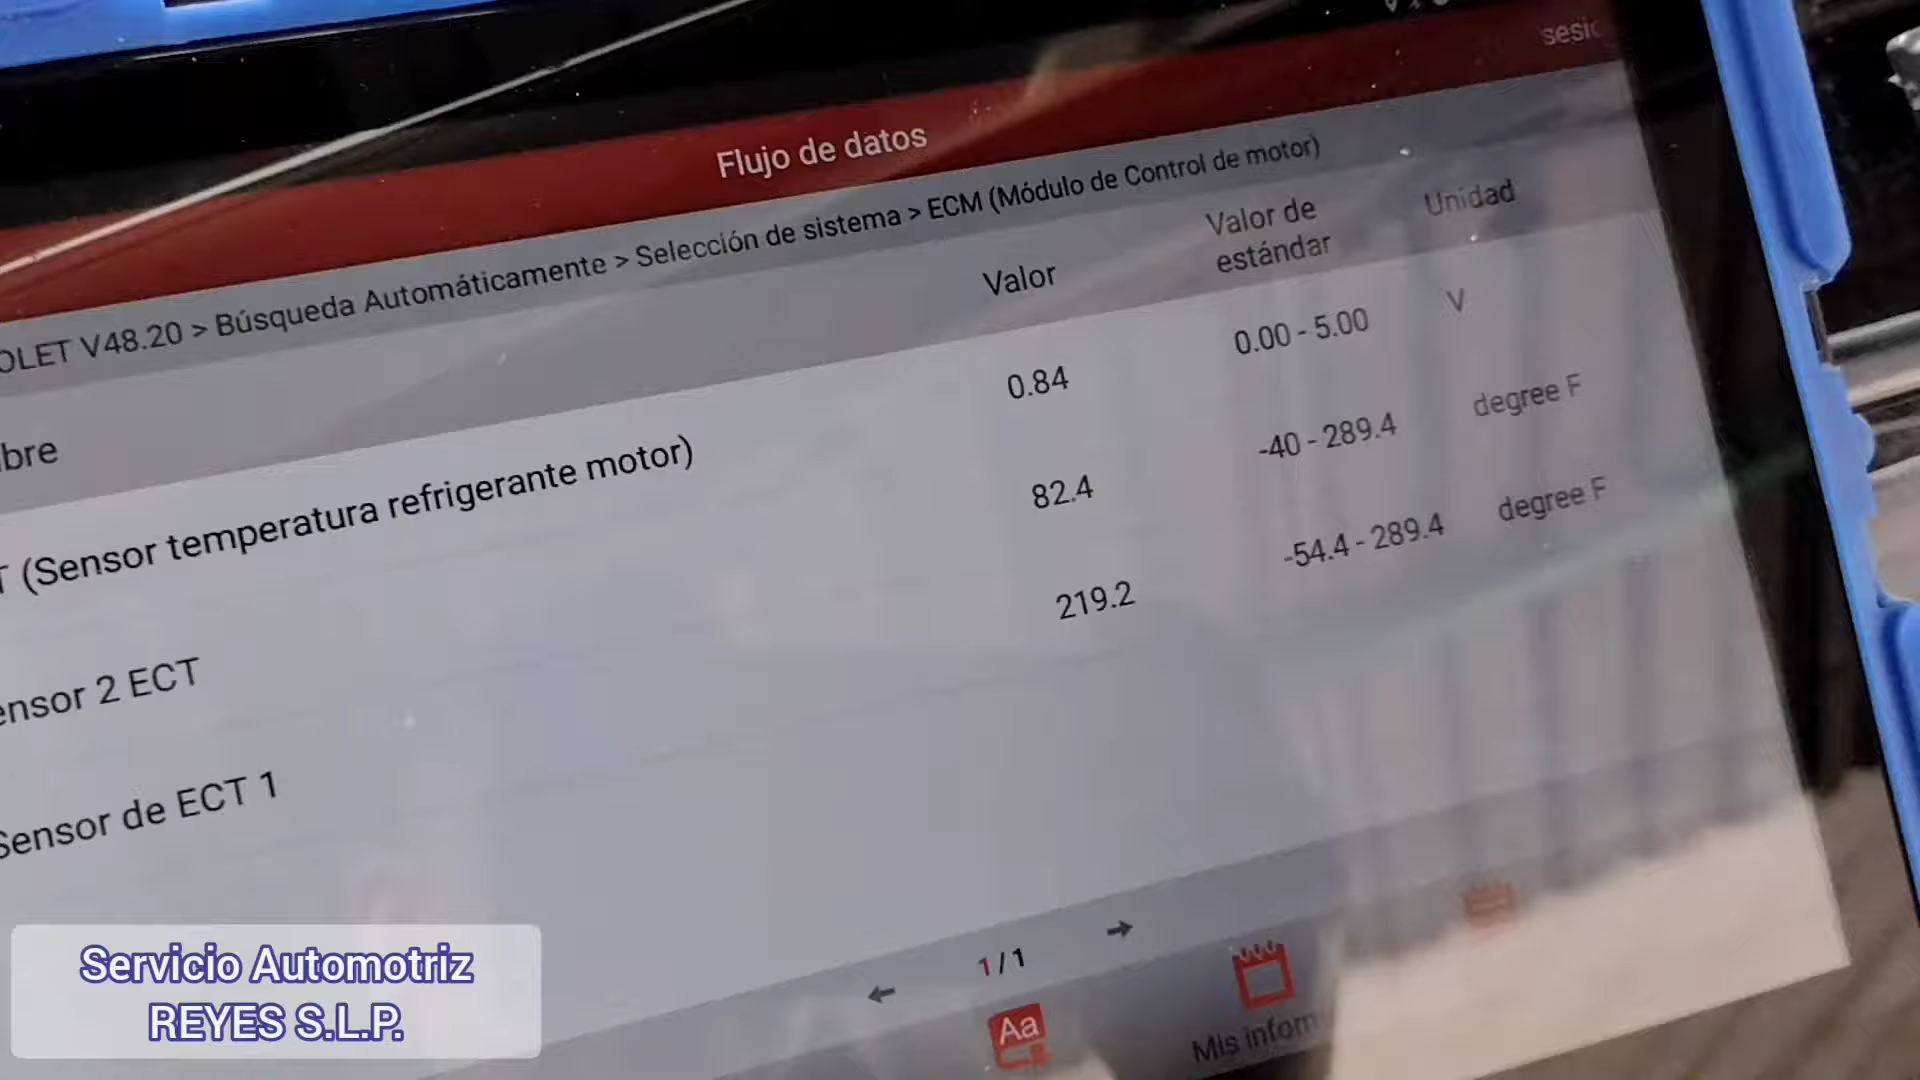 sesic
Flujo de datos
OLET V48.20 > Búsqueda Automáticamente > Selección de sistema > ECM (Módulo de Control de motor)
bre Valor Valor de estándar Unidad
T (Sensor temperatura refrigerante motor) 0.84 0.00 - 5.00 V
ensor 2 ECT 82.4 -40 - 289.4 degree F
Sensor de ECT 1 219.2 -54.4 - 289.4 degree F
1 / 1
Aa
Mis inform
Servicio Automotriz
REYES S.L.P.